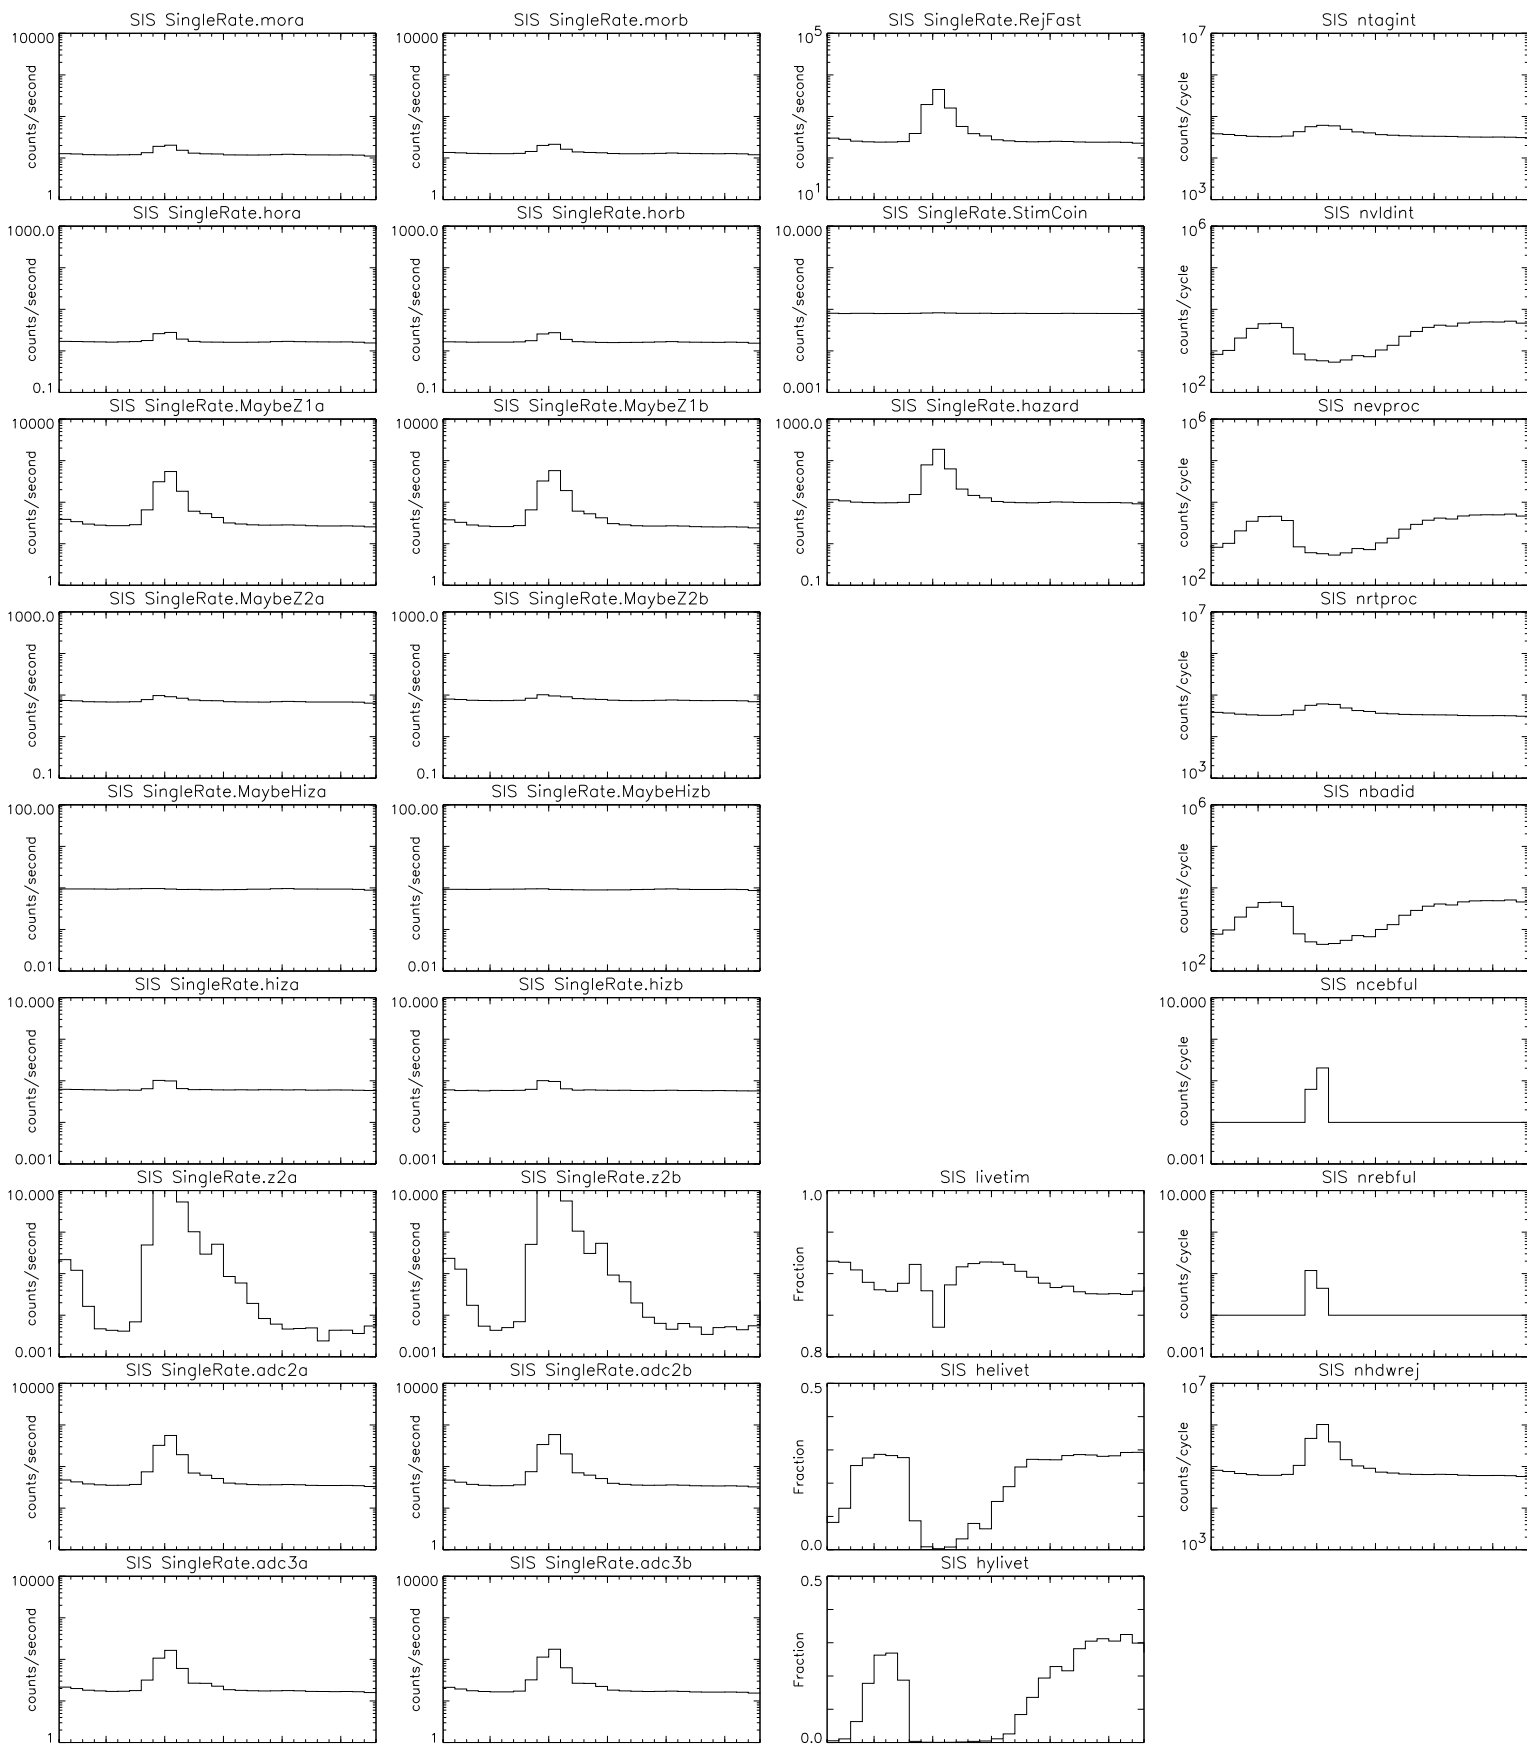 SIS SingleRate.mora
10000
counts/second
1
SIS SingleRate.morb
10000
counts/second
1
SIS SingleRate.RejFast
10^5
counts/second
10^1
SIS ntagint
10^7
counts/cycle
10^3
SIS SingleRate.hora
1000.0
counts/second
0.1
SIS SingleRate.horb
1000.0
counts/second
0.1
SIS SingleRate.StimCoin
10.000
counts/second
0.001
SIS nvldint
10^6
counts/cycle
10^2
SIS SingleRate.MaybeZ1a
10000
counts/second
1
SIS SingleRate.MaybeZ1b
10000
counts/second
1
SIS SingleRate.hazard
1000.0
counts/second
0.1
SIS nevproc
10^6
counts/cycle
10^2
SIS SingleRate.MaybeZ2a
1000.0
counts/second
0.1
SIS SingleRate.MaybeZ2b
1000.0
counts/second
0.1
SIS nrtproc
10^7
counts/cycle
10^3
SIS SingleRate.MaybeHiza
100.00
counts/second
0.01
SIS SingleRate.MaybeHizb
100.00
counts/second
0.01
SIS nbadid
10^6
counts/cycle
10^2
SIS SingleRate.hiza
10.000
counts/second
0.001
SIS SingleRate.hizb
10.000
counts/second
0.001
SIS ncebful
10.000
counts/cycle
0.001
SIS SingleRate.z2a
10.000
counts/second
0.001
SIS SingleRate.z2b
10.000
counts/second
0.001
SIS livetim
1.0
Fraction
0.8
SIS nrebful
10.000
counts/cycle
0.001
SIS SingleRate.adc2a
10000
counts/second
1
SIS SingleRate.adc2b
10000
counts/second
1
SIS helivet
0.5
Fraction
0.0
SIS nhdwrej
10^7
counts/cycle
10^3
SIS SingleRate.adc3a
10000
counts/second
1
SIS SingleRate.adc3b
10000
counts/second
1
SIS hylivet
0.5
Fraction
0.0